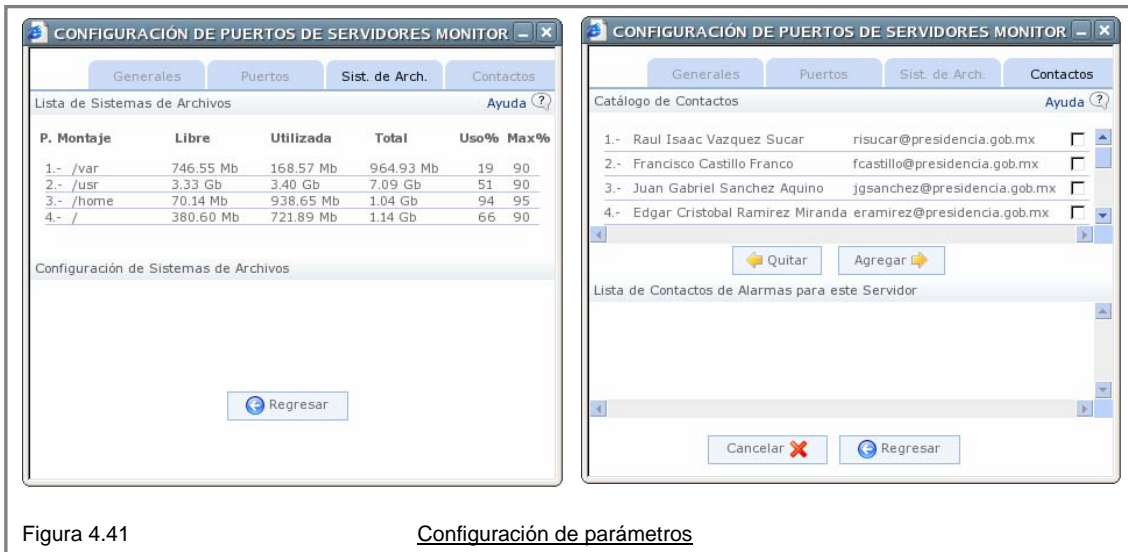 CONFIGURACIÓN DE PUERTOS DE SERVIDORES MONITOR
Generales Puertos Sist. de Arch. Contactos
Lista de Sistemas de Archivos Ayuda ?
P. Montaje Libre Utilizada Total Uso% Max%
1.- /var 746.55 Mb 168.57 Mb 964.93 Mb 19 90
2.- /usr 3.33 Gb 3.40 Gb 7.09 Gb 51 90
3.- /home 70.14 Mb 938.65 Mb 1.04 Gb 94 95
4.- / 380.60 Mb 721.89 Mb 1.14 Gb 66 90
Configuración de Sistemas de Archivos
Regresar
CONFIGURACIÓN DE PUERTOS DE SERVIDORES MONITOR
Generales Puertos Sist. de Arch. Contactos
Catálogo de Contactos Ayuda ?
1.- Raul Isaac Vazquez Sucar risucar@presidencia.gob.mx
2.- Francisco Castillo Franco fcastillo@presidencia.gob.mx
3.- Juan Gabriel Sanchez Aquino jgsanchez@presidencia.gob.mx
4.- Edgar Cristobal Ramirez Miranda eramirez@presidencia.gob.mx
Quitar Agregar
Lista de Contactos de Alarmas para este Servidor
Cancelar Regresar
Figura 4.41 Configuración de parámetros